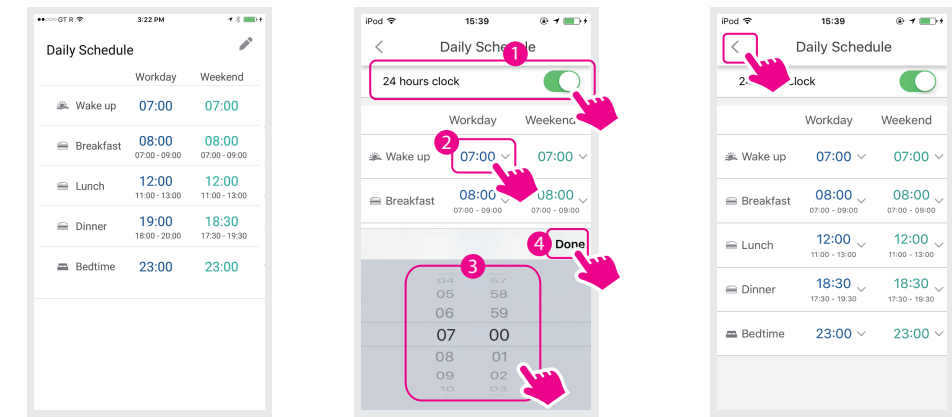 GT R 3:22 PM
Daily Schedule
Workday Weekend
Wake up 07:00 07:00
Breakfast 08:00 08:00
07:00 - 09:00 07:00 - 09:00
Lunch 12:00 12:00
11:00 - 13:00 11:00 - 13:00
Dinner 19:00 18:30
18:00 - 20:00 17:30 - 19:30
Bedtime 23:00 23:00
iPod 15:39
Daily Sche le
1
24 hours clock
Workday Weekend
2
Wake up 07:00 07:00
Breakfast 08:00 08:00
07:00 - 09:00 07:00 - 09:00
4 Done
3
04 57
05 58
06 59
07 00
08 01
09 02
10 03
iPod 15:39
Daily Schedule
2 lock
Workday Weekend
Wake up 07:00 07:00
Breakfast 08:00 08:00
07:00 - 09:00 07:00 - 09:00
Lunch 12:00 12:00
11:00 - 13:00 11:00 - 13:00
Dinner 18:30 18:30
17:30 - 19:30 17:30 - 19:30
Bedtime 23:00 23:00